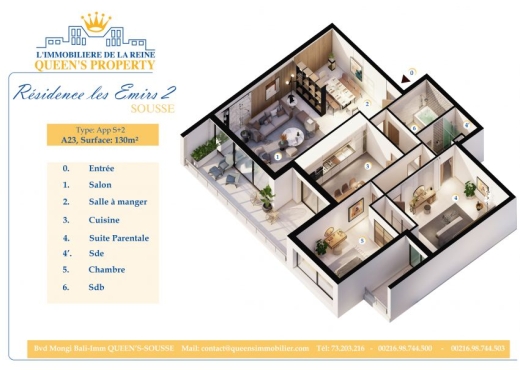 L'IMMOBILIERE DE LA REINE
QUEEN'S PROPERTY
Résidence les Emirs 2
SOUSSE
Type: App S+2
A23, Surface: 130m²
0. Entrée
1. Salon
2. Salle à manger
3. Cuisine
4. Suite Parentale
4'. Sde
5. Chambre
6. Sdb
0
2
6
4'
1
3
4
5
Bvd Mongi Bali-Imm QUEEN'S-SOUSSE Mail: contact@queensimmobilier.com Tél: 73.203.216 - 00216.98.744.500 - 00216.98.744.503